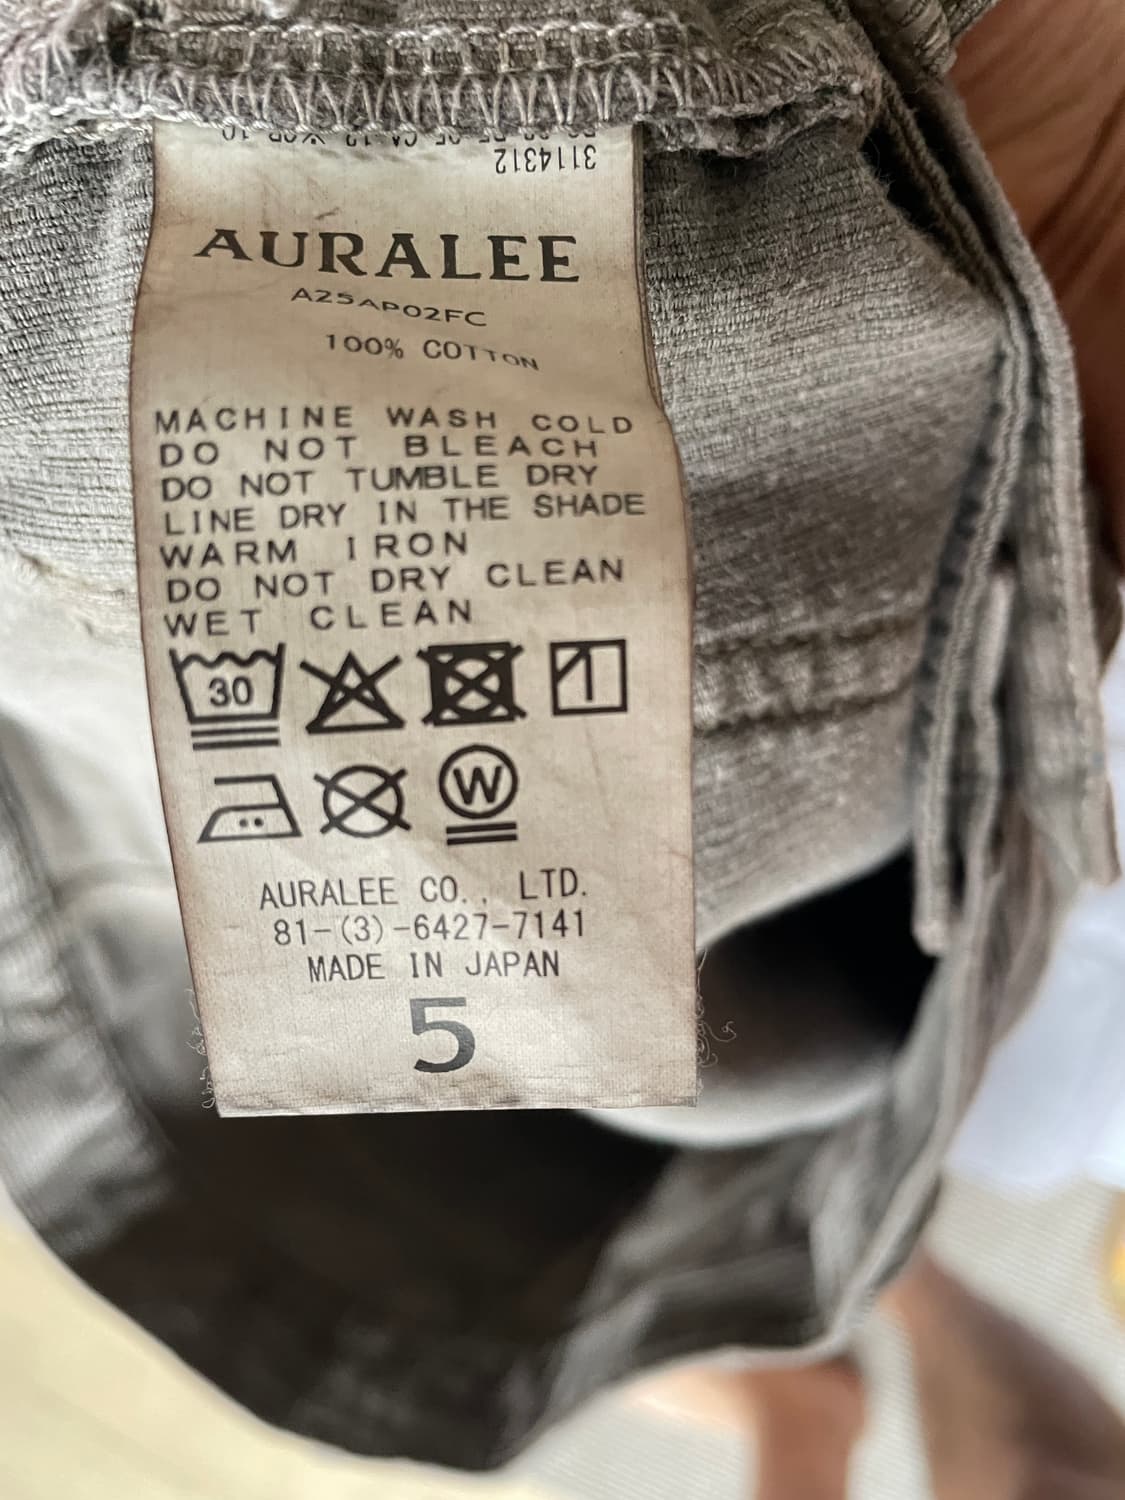 3114312
AURALEE
A25AP02FC
100% COTTON
MACHINE WASH COLD
DO NOT BLEACH
DO NOT TUMBLE DRY
LINE DRY IN THE SHADE
WARM IRON
DO NOT DRY CLEAN
WET CLEAN
30
W
AURALEE CO., LTD.
81-(3)-6427-7141
MADE IN JAPAN
5